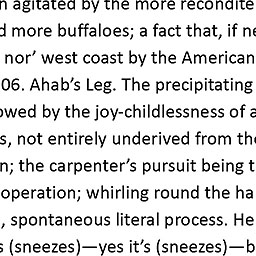 agitated by the more recondite
more buffaloes; a fact that, if
nor’ west coast by the American
06. Ahab’s Leg. The precipitating
owed by the joy-childlessness of a
s, not entirely underived from the
n; the carpenter’s pursuit being t
operation; whirling round the ha
, spontaneous literal process. He
s (sneezes)—yes it’s (sneezes)—b